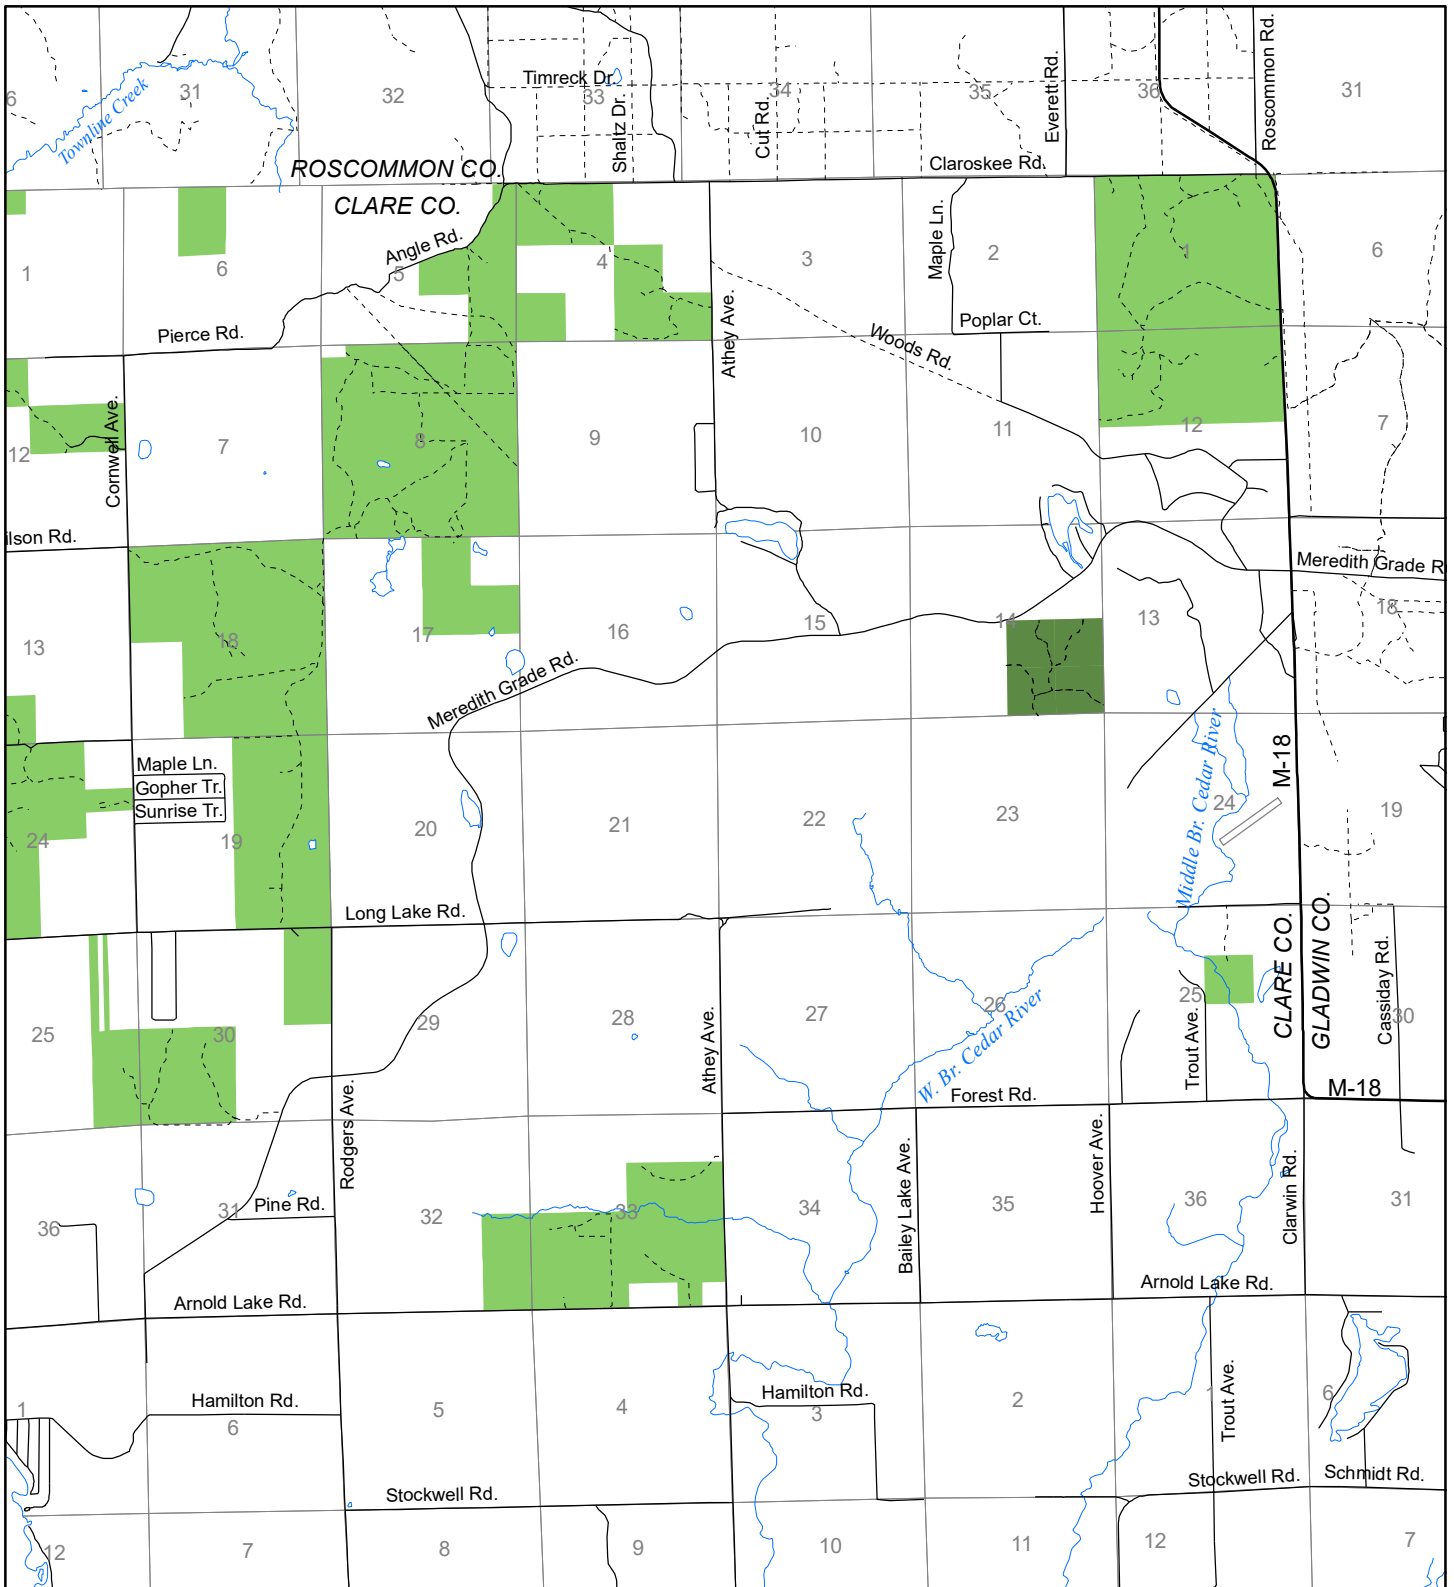 Townline Creek
6
31
32
Timreck Dr.
33
Shaltz Dr.
Cut Rd.
34
35
Everett Rd.
36
Roscommon Rd.
31
Claroskee Rd.
ROSCOMMON CO.
CLARE CO.
Angle Rd.
1
6
5
4
3
Maple Ln.
2
1
6
Pierce Rd.
Athey Ave.
Woods Rd.
Poplar Ct.
Cornwell Ave.
12
7
8
9
10
11
12
7
ilson Rd.
Meredith Grade R
13
18
17
16
15
14
13
18
Meredith Grade Rd.
Maple Ln.
Gopher Tr.
Sunrise Tr.
24
19
20
21
22
23
Middle Br. Cedar River
24
M-18
19
Long Lake Rd.
25
30
29
28
Athey Ave.
27
26
W. Br. Cedar River
25
Trout Ave.
CLARE CO.
GLADWIN CO.
Cassiday Rd.
30
Forest Rd.
M-18
Rodgers Ave.
36
31
Pine Rd.
32
33
34
Bailey Lake Ave.
35
Hoover Ave.
36
Clarwin Rd.
31
Arnold Lake Rd.
Arnold Lake Rd.
1
Hamilton Rd.
6
5
4
Hamilton Rd.
3
2
1
Trout Ave.
6
Stockwell Rd.
Stockwell Rd.
Schmidt Rd.
12
7
8
9
10
11
12
7